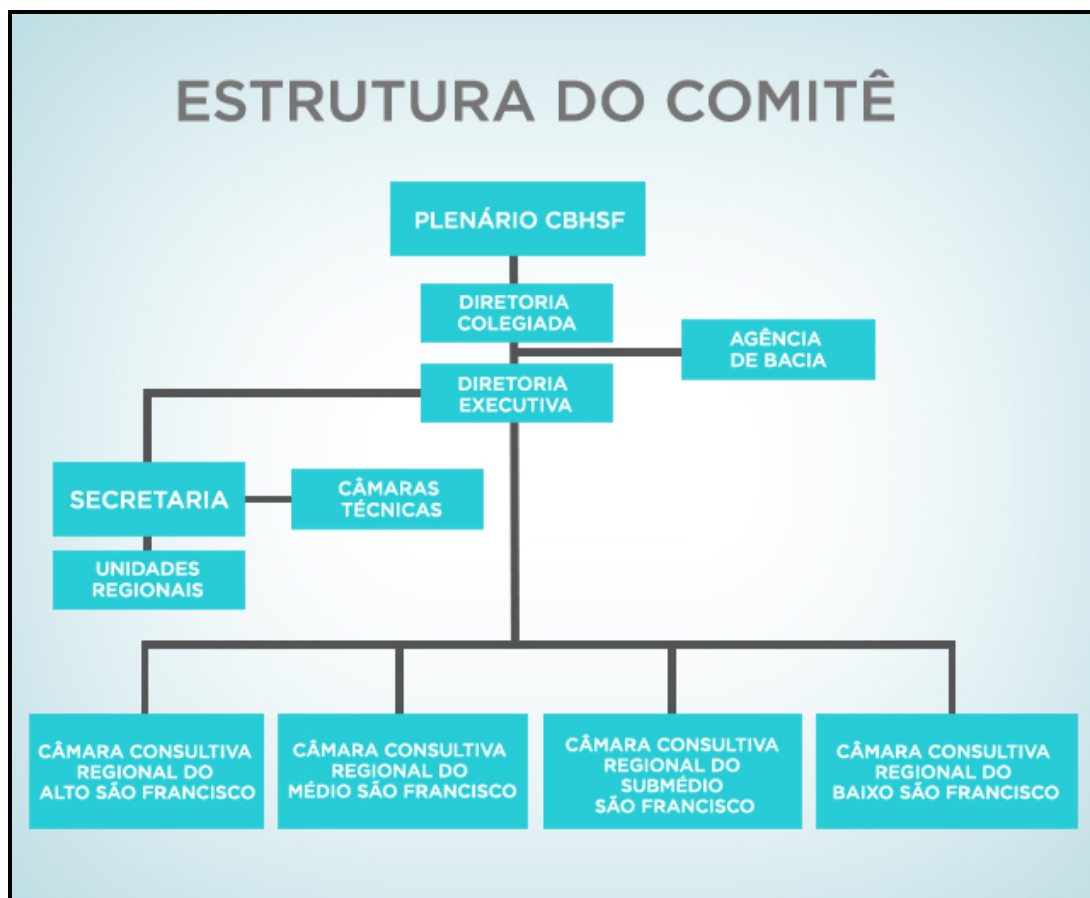 ESTRUTURA DO COMITÊ
PLENÁRIO CBHSF
DIRETORIA
COLEGIADA
AGÊNCIA
DE BACIA
DIRETORIA
EXECUTIVA
SECRETARIA
CÂMARAS
TÉCNICAS
UNIDADES
REGIONAIS
CÂMARA CONSULTIVA
REGIONAL DO
ALTO SÃO FRANCISCO
CÂMARA CONSULTIVA
REGIONAL DO
MÉDIO SÃO FRANCISCO
CÂMARA CONSULTIVA
REGIONAL DO
SUBMÉDIO
SÃO FRANCISCO
CÂMARA CONSULTIVA
REGIONAL DO
BAIXO SÃO FRANCISCO